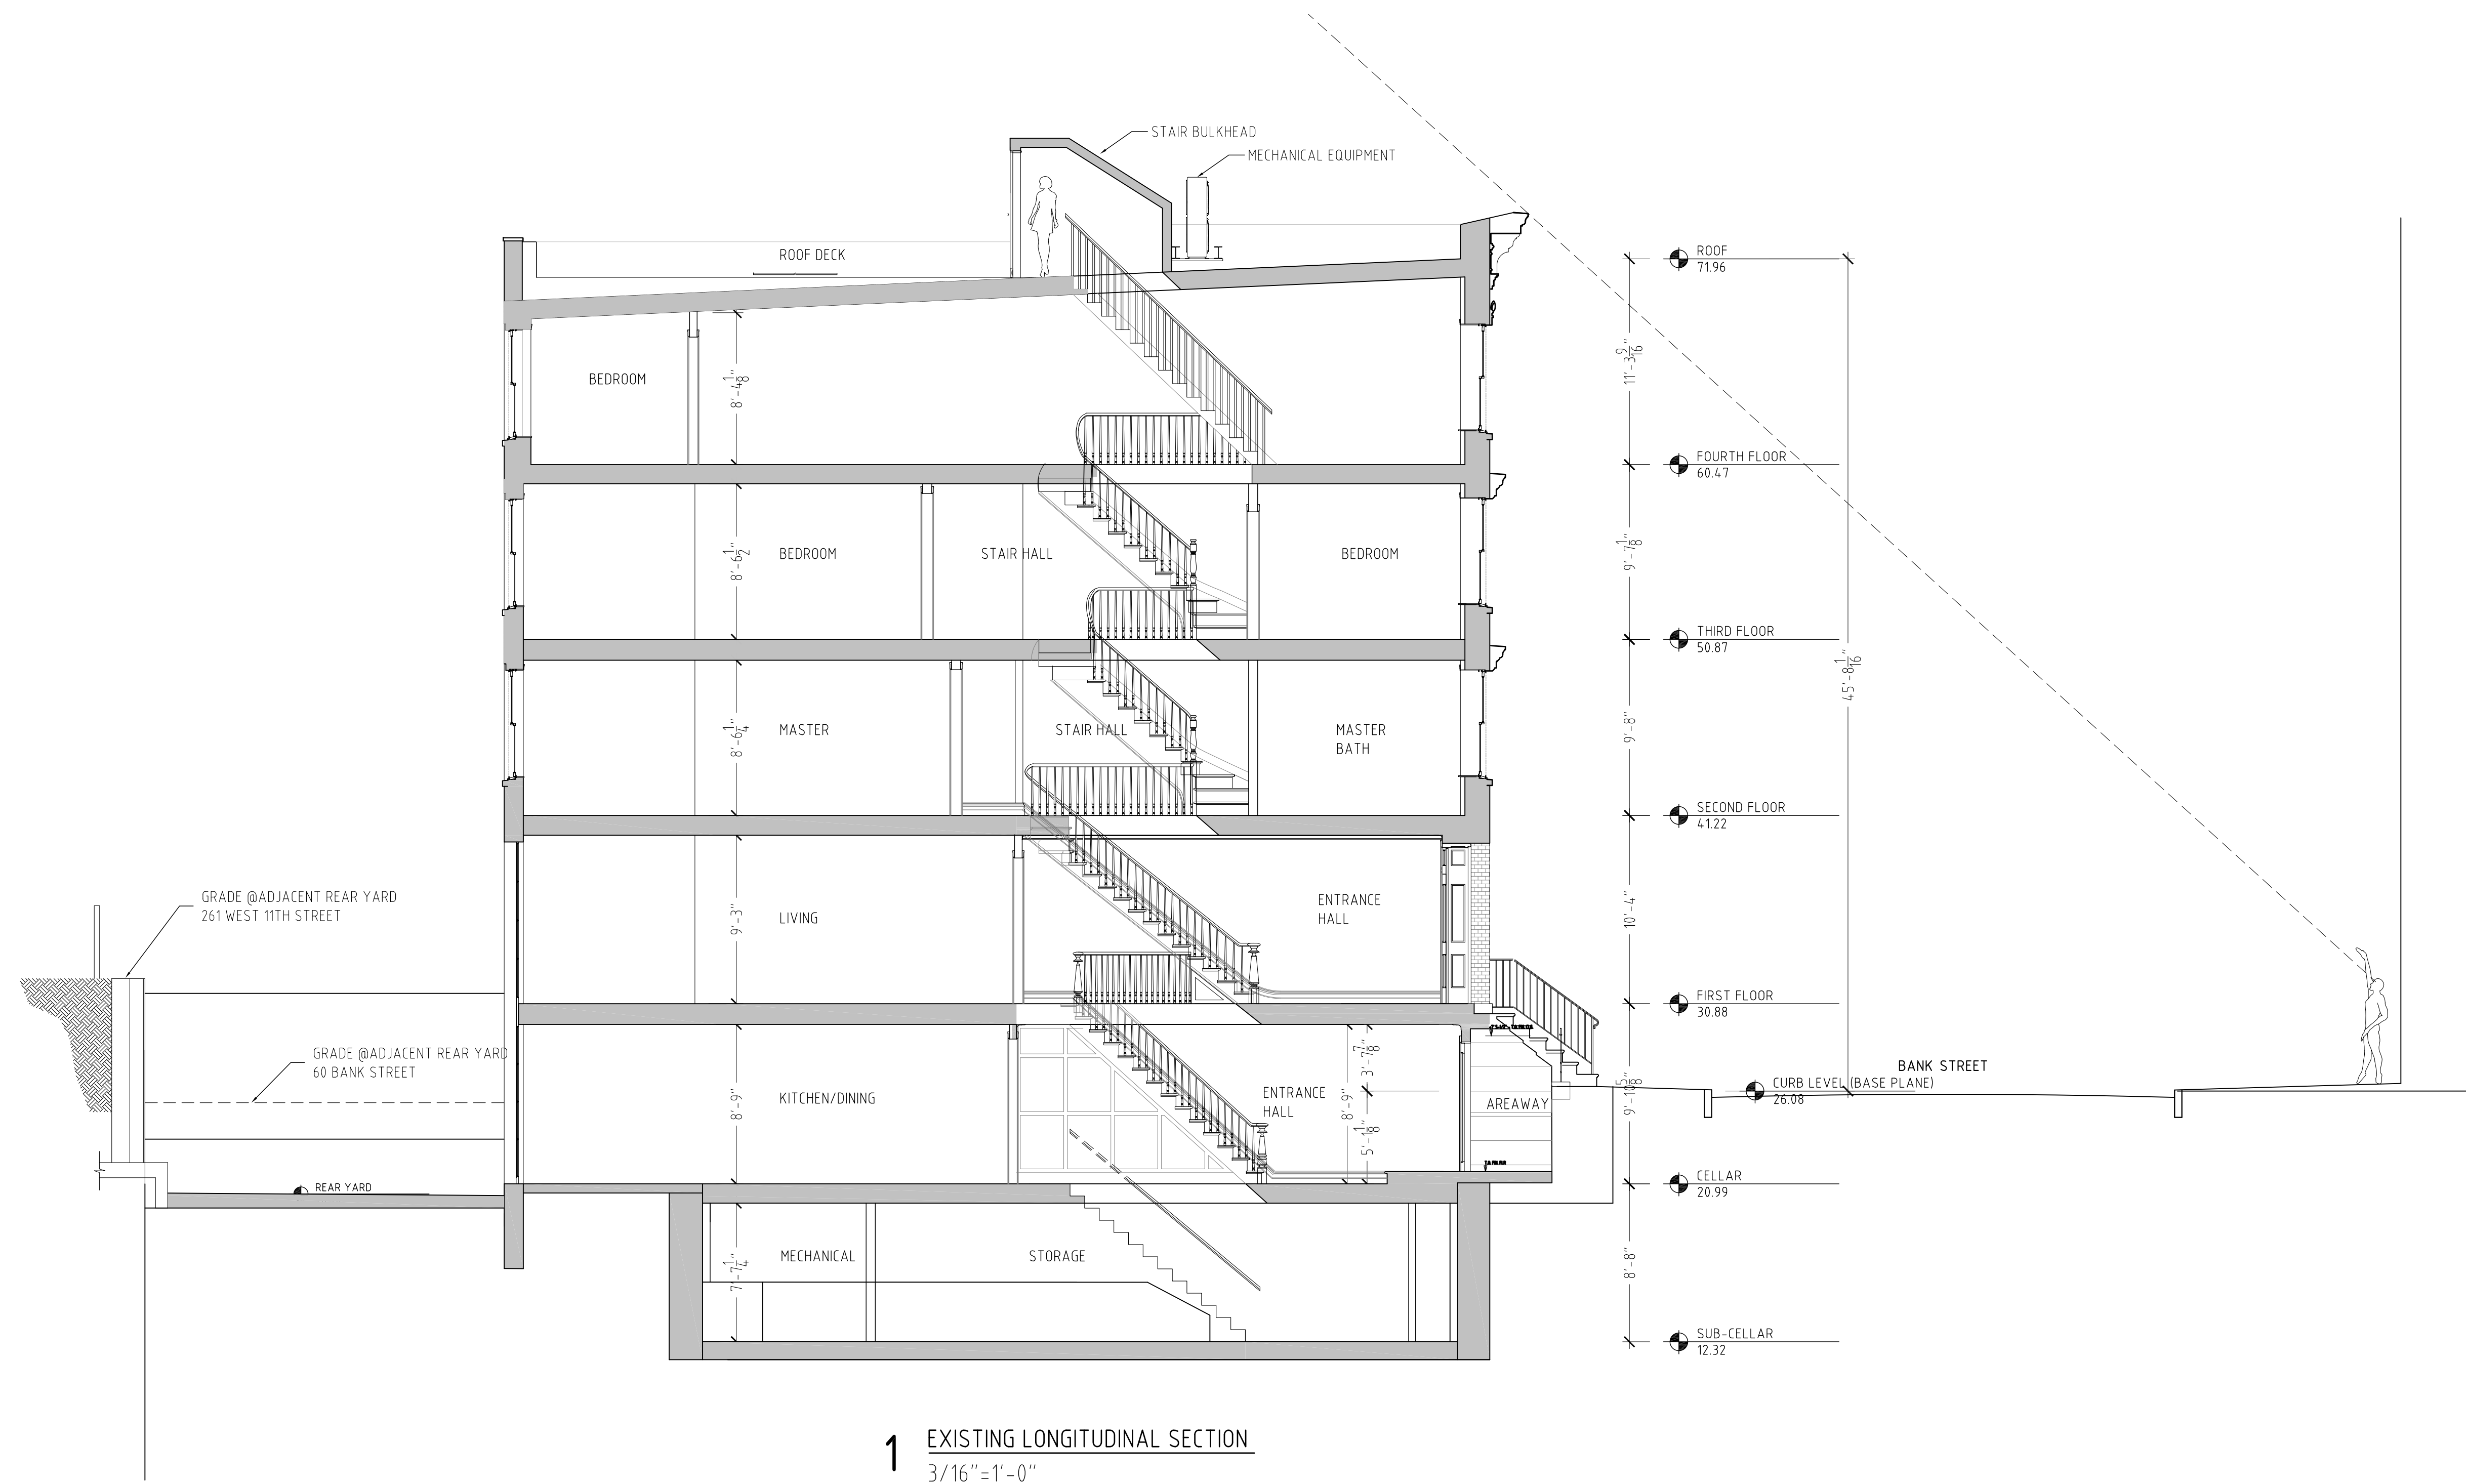 STAIR BULKHEAD
MECHANICAL EQUIPMENT
ROOF DECK
ROOF
71.96
BEDROOM
8'-4 1/8"
11'-3 9/16"
FOURTH FLOOR
60.47
8'-6 1/2"
BEDROOM
STAIR HALL
BEDROOM
9'-7 1/8"
THIRD FLOOR
50.87
45'-8 1/16"
8'-6 1/4"
MASTER
STAIR HALL
MASTER
BATH
9'-8"
SECOND FLOOR
41.22
GRADE @ADJACENT REAR YARD
261 WEST 11TH STREET
9'-3"
LIVING
ENTRANCE
HALL
10'-4"
FIRST FLOOR
30.88
GRADE @ADJACENT REAR YARD
60 BANK STREET
8'-9"
KITCHEN/DINING
ENTRANCE
HALL
8'-9"
3'-7 7/8"
5'-1 1/8"
AREAWAY
9'-10 5/8"
BANK STREET
CURB LEVEL (BASE PLANE)
26.08
REAR YARD
CELLAR
20.99
7'-7 1/4"
MECHANICAL
STORAGE
8'-8"
SUB-CELLAR
12.32
1 EXISTING LONGITUDINAL SECTION
3/16"=1'-0"